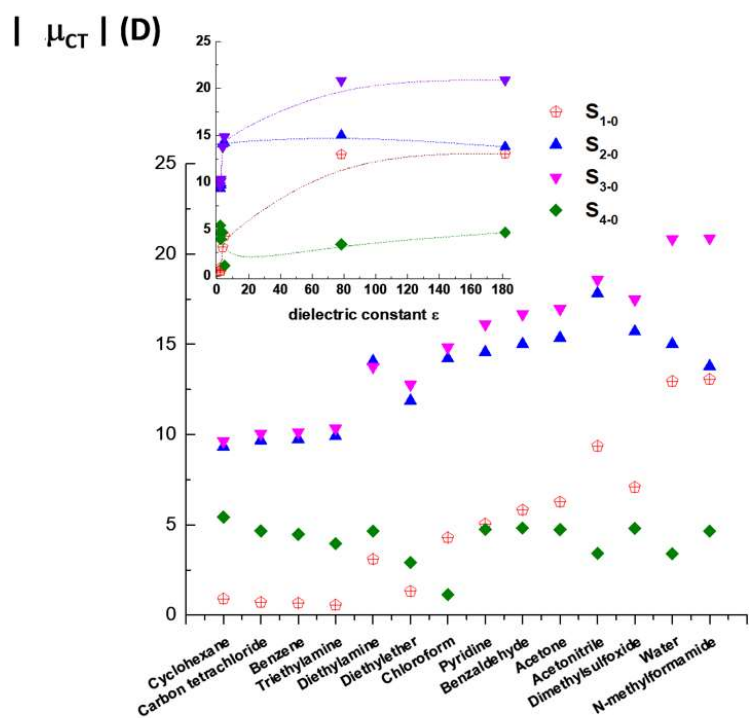 | μCT | (D)
25
20
15
10
5
0
0 20 40 60 80 100 120 140 160 180
dielectric constant ε
S1-0
S2-0
S3-0
S4-0
25
20
15
10
5
0
Cyclohexane
Carbon tetrachloride
Benzene
Triethylamine
Diethylamine
Diethylether
Chloroform
Pyridine
Benzaldehyde
Acetone
Acetonitrile
Dimethylsulfoxide
Water
N-methylformamide